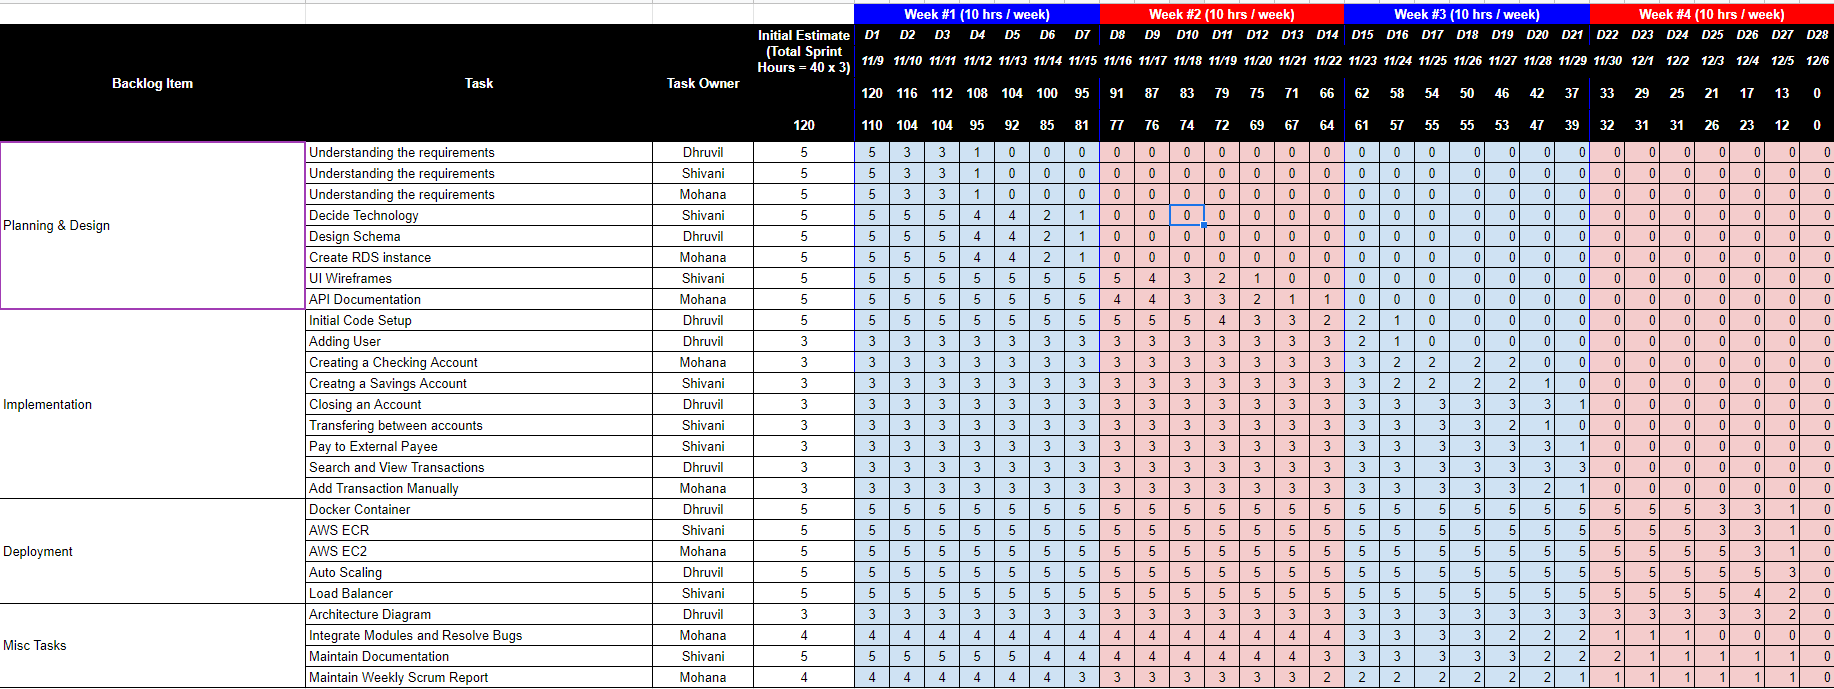 Week #1 (10 hrs / week) Week #2 (10 hrs / week) Week #3 (10 hrs / week) Week #4 (10 hrs / week)
Backlog Item Task Task Owner
Initial Estimate
(Total Sprint
Hours = 40 x 3)
D1 D2 D3 D4 D5 D6 D7 D8 D9 D10 D11 D12 D13 D14 D15 D16 D17 D18 D19 D20 D21 D22 D23 D24 D25 D26 D27 D28
11/9 11/10 11/11 11/12 11/13 11/14 11/15 11/16 11/17 11/18 11/19 11/20 11/21 11/22 11/23 11/24 11/25 11/26 11/27 11/28 11/29 11/30 12/1 12/2 12/3 12/4 12/5 12/6
120 116 112 108 104 100 95 91 87 83 79 75 71 66 62 58 54 50 46 42 37 33 29 25 21 17 13 0
120 110 104 104 95 92 85 81 77 76 74 72 69 67 64 61 57 55 55 53 47 39 32 31 31 26 23 12 0
Planning & Design
Understanding the requirements Dhruvil 5 5 3 3 1 0 0 0 0 0 0 0 0 0 0 0 0 0 0 0 0 0 0 0 0 0 0 0 0
Understanding the requirements Shivani 5 5 3 3 1 0 0 0 0 0 0 0 0 0 0 0 0 0 0 0 0 0 0 0 0 0 0 0 0
Understanding the requirements Mohana 5 5 3 3 1 0 0 0 0 0 0 0 0 0 0 0 0 0 0 0 0 0 0 0 0 0 0 0 0
Decide Technology Shivani 5 5 5 5 4 4 2 1 0 0 0 0 0 0 0 0 0 0 0 0 0 0 0 0 0 0 0 0 0
Design Schema Dhruvil 5 5 5 5 4 4 2 1 0 0 0 0 0 0 0 0 0 0 0 0 0 0 0 0 0 0 0 0 0
Create RDS instance Mohana 5 5 5 5 4 4 2 1 0 0 0 0 0 0 0 0 0 0 0 0 0 0 0 0 0 0 0 0 0
UI Wireframes Shivani 5 5 5 5 5 5 5 5 5 4 3 2 1 0 0 0 0 0 0 0 0 0 0 0 0 0 0 0 0
API Documentation Mohana 5 5 5 5 5 5 5 5 4 4 3 3 2 1 1 0 0 0 0 0 0 0 0 0 0 0 0 0 0
Implementation
Initial Code Setup Dhruvil 5 5 5 5 5 5 5 5 5 5 5 4 3 3 2 2 1 0 0 0 0 0 0 0 0 0 0 0 0
Adding User Dhruvil 3 3 3 3 3 3 3 3 3 3 3 3 3 3 3 2 1 0 0 0 0 0 0 0 0 0 0 0 0
Creating a Checking Account Mohana 3 3 3 3 3 3 3 3 3 3 3 3 3 3 3 3 2 2 2 2 0 0 0 0 0 0 0 0 0
Creatng a Savings Account Shivani 3 3 3 3 3 3 3 3 3 3 3 3 3 3 3 3 2 2 2 2 1 0 0 0 0 0 0 0 0
Closing an Account Dhruvil 3 3 3 3 3 3 3 3 3 3 3 3 3 3 3 3 3 3 3 3 3 1 0 0 0 0 0 0 0
Transfering between accounts Shivani 3 3 3 3 3 3 3 3 3 3 3 3 3 3 3 3 3 3 3 2 1 0 0 0 0 0 0 0 0
Pay to External Payee Shivani 3 3 3 3 3 3 3 3 3 3 3 3 3 3 3 3 3 3 3 3 3 1 0 0 0 0 0 0 0
Search and View Transactions Dhruvil 3 3 3 3 3 3 3 3 3 3 3 3 3 3 3 3 3 3 3 3 3 3 0 0 0 0 0 0 0
Add Transaction Manually Mohana 3 3 3 3 3 3 3 3 3 3 3 3 3 3 3 3 3 3 3 3 2 1 0 0 0 0 0 0 0
Deployment
Docker Container Dhruvil 5 5 5 5 5 5 5 5 5 5 5 5 5 5 5 5 5 5 5 5 5 5 5 5 5 3 3 1 0
AWS ECR Shivani 5 5 5 5 5 5 5 5 5 5 5 5 5 5 5 5 5 5 5 5 5 5 5 5 5 3 3 1 0
AWS EC2 Mohana 5 5 5 5 5 5 5 5 5 5 5 5 5 5 5 5 5 5 5 5 5 5 5 5 5 5 3 1 0
Auto Scaling Dhruvil 5 5 5 5 5 5 5 5 5 5 5 5 5 5 5 5 5 5 5 5 5 5 5 5 5 5 5 3 0
Load Balancer Shivani 5 5 5 5 5 5 5 5 5 5 5 5 5 5 5 5 5 5 5 5 5 5 5 5 5 5 4 2 0
Misc Tasks
Architecture Diagram Dhruvil 3 3 3 3 3 3 3 3 3 3 3 3 3 3 3 3 3 3 3 3 3 3 3 3 3 3 3 2 0
Integrate Modules and Resolve Bugs Mohana 4 4 4 4 4 4 4 4 4 4 4 4 4 4 4 3 3 3 3 2 2 2 1 1 1 0 0 0 0
Maintain Documentation Shivani 5 5 5 5 5 5 4 4 4 4 4 4 4 4 3 3 3 3 3 3 2 2 2 1 1 1 1 1 0
Maintain Weekly Scrum Report Mohana 4 4 4 4 4 4 4 3 3 3 3 3 3 3 2 2 2 2 2 2 2 1 1 1 1 1 1 1 0